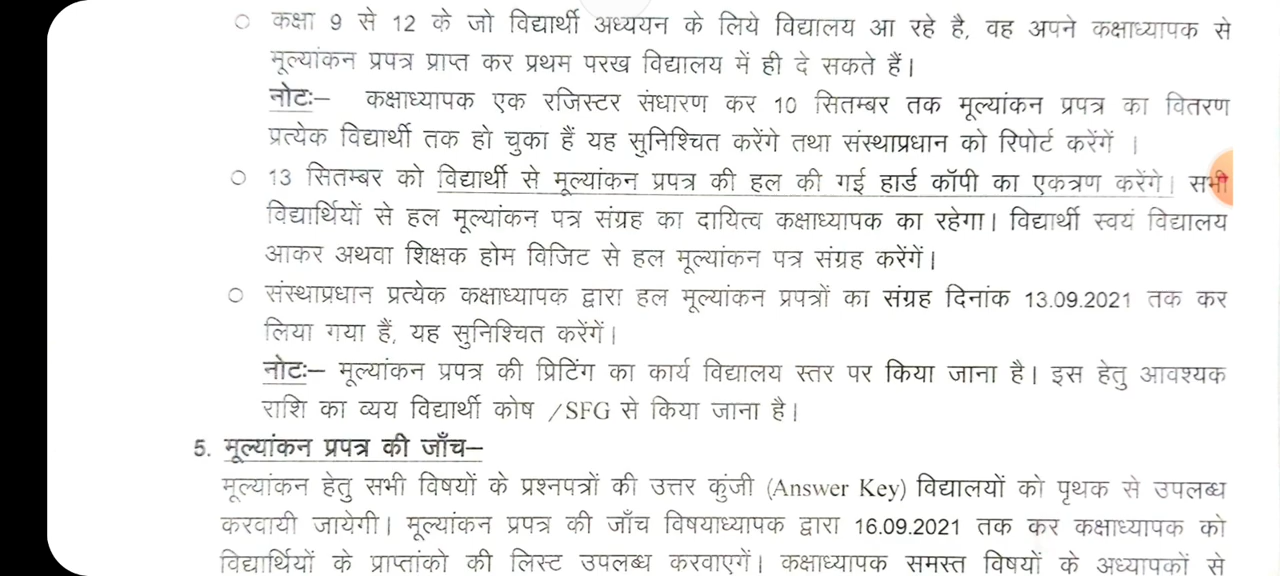 ○ कक्षा 9 से 12 के जो विद्यार्थी अध्ययन के लिये विद्यालय आ रहे है, वह अपने कक्षाध्यापक से
मूल्यांकन प्रपत्र प्राप्त कर प्रथम परख विद्यालय में ही दे सकते हैं।
नोटः– कक्षाध्यापक एक रजिस्टर संधारण कर 10 सितम्बर तक मूल्यांकन प्रपत्र का वितरण
प्रत्येक विद्यार्थी तक हो चुका हैं यह सुनिश्चित करेंगे तथा संस्थाप्रधान को रिपोर्ट करेंगें ।
○ 13 सितम्बर को विद्यार्थी से मूल्यांकन प्रपत्र की हल की गई हार्ड कॉपी का एकत्रण करेंगे। सभी
विद्यार्थियों से हल मूल्यांकन पत्र संग्रह का दायित्व कक्षाध्यापक का रहेगा। विद्यार्थी स्वयं विद्यालय
आकर अथवा शिक्षक होम विजिट से हल मूल्यांकन पत्र संग्रह करेंगें।
○ संस्थाप्रधान प्रत्येक कक्षाध्यापक द्वारा हल मूल्यांकन प्रपत्रों का संग्रह दिनांक 13.09.2021 तक कर
लिया गया हैं, यह सुनिश्चित करेंगें।
नोटः– मूल्यांकन प्रपत्र की प्रिटिंग का कार्य विद्यालय स्तर पर किया जाना है। इस हेतु आवश्यक
राशि का व्यय विद्यार्थी कोष /SFG से किया जाना है।
5. मूल्यांकन प्रपत्र की जाँच–
मूल्यांकन हेतु सभी विषयों के प्रश्नपत्रों की उत्तर कुंजी (Answer Key) विद्यालयों को पृथक से उपलब्ध
करवायी जायेगी। मूल्यांकन प्रपत्र की जाँच विषयाध्यापक द्वारा 16.09.2021 तक कर कक्षाध्यापक को
विद्यार्थियों के प्राप्तांको की लिस्ट उपलब्ध करवाएगें। कक्षाध्यापक समस्त विषयों के अध्यापकों से